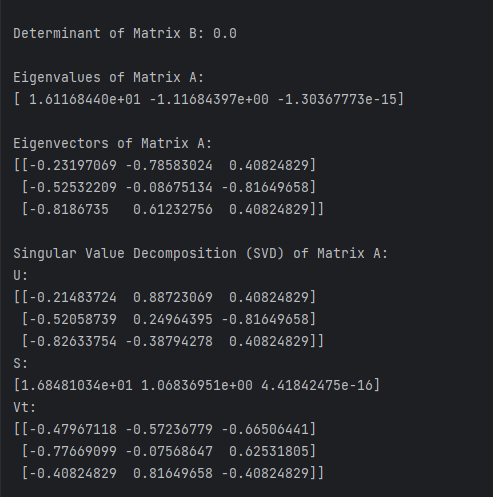 Determinant of Matrix B: 0.0
Eigenvalues of Matrix A:
[ 1.61168440e+01 -1.11684397e+00 -1.30367773e-15]
Eigenvectors of Matrix A:
[[-0.23197069 -0.78583024  0.40824829]
 [-0.52532209 -0.08675134 -0.81649658]
 [-0.8186735   0.61232756  0.40824829]]
Singular Value Decomposition (SVD) of Matrix A:
U:
[[-0.21483724  0.88723069  0.40824829]
 [-0.52058739  0.24964395 -0.81649658]
 [-0.82633754 -0.38794278  0.40824829]]
S:
[1.68481034e+01 1.06836951e+00 4.41842475e-16]
Vt:
[[-0.47967118 -0.57236779 -0.66506441]
 [-0.77669099 -0.07568647  0.62531805]
 [-0.40824829  0.81649658 -0.40824829]]